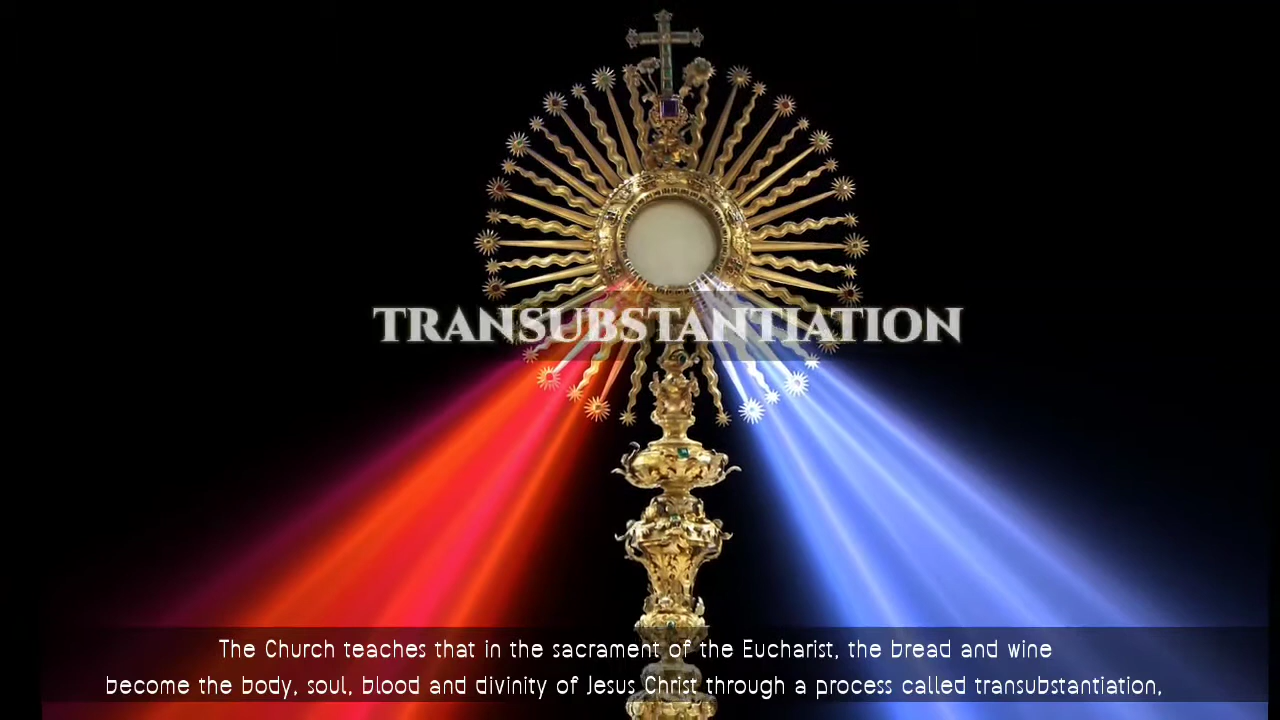 TRANSUBSTANTIATION
The Church teaches that in the sacrament of the Eucharist, the bread and wine
become the body, soul, blood and divinity of Jesus Christ through a process called transubstantiation,